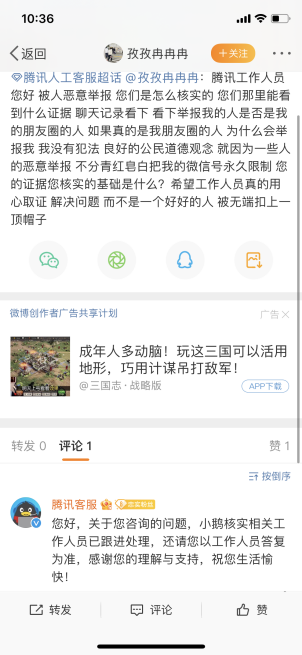 10:36
返回
孜孜冉冉冉
+关注
腾讯人工客服超话 @孜孜冉冉冉：腾讯工作人员
您好 被人恶意举报 您们是怎么核实的 您们那里能看
到什么证据 聊天记录看下 看下举报我的人是否是我
的朋友圈的人 如果真的是我朋友圈的人 为什么会举
报我 我没有犯法 良好的公民道德观念 就因为一些人
的恶意举报 不分青红皂白把我的微信号永久限制 您
的证据您核实的基础是什么？希望工作人员真的用
心取证 解决问题 而不是一个好好的人 被无端扣上一
顶帽子
微博创作者广告共享计划
广告
成年人多动脑！玩这三国可以活用
地形，巧用计谋吊打敌军！
@三国志·战略版
APP下载
转发 0
评论 1
赞 1
按倒序
腾讯客服
您好，关于您咨询的问题，小鹅核实相关工
作人员已跟进处理，还请您以工作人员答复
为准，感谢您的理解与支持，祝您生活愉
快！
转发
评论
赞